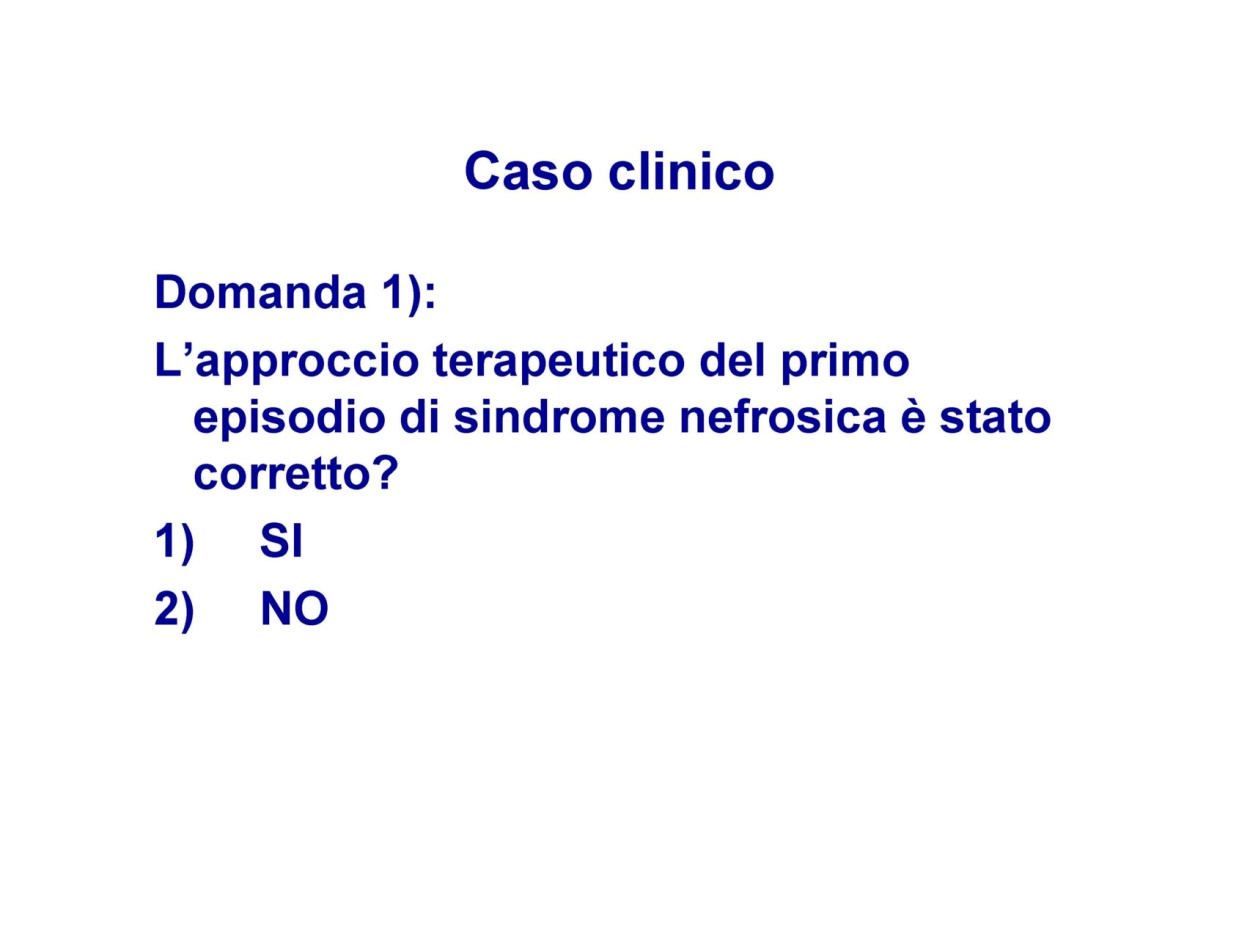 Caso clinico
Domanda 1):
L’approccio terapeutico del primo
episodio di sindrome nefrosica è stato
corretto?
1) SI
2) NO